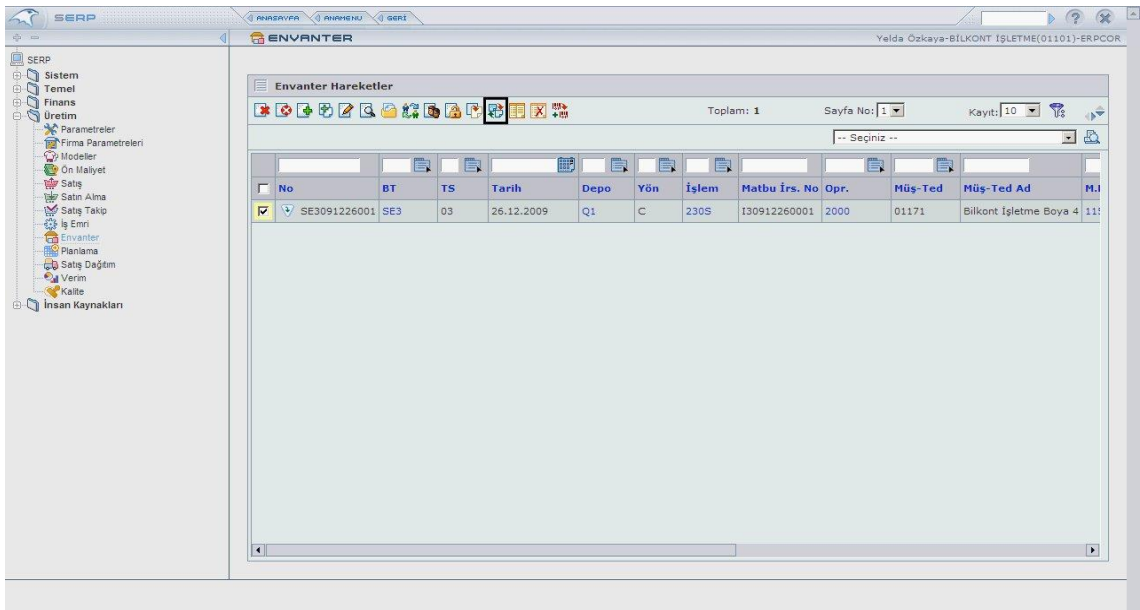 SERP
ANASAYFA ANAMENU GERİ
ENVANTER
Yelda Özkaya-BİLKONT İŞLETME(01101)-ERPCOR
SERP
Sistem
Temel
Finans
Üretim
Parametreler
Firma Parametreleri
Modeller
Ön Maliyet
Satış
Satın Alma
Satış Takip
İş Emri
Envanter
Planlama
Satış Dağıtım
Verim
Kalite
İnsan Kaynakları
Envanter Hareketler
Toplam: 1 Sayfa No: 1 Kayıt: 10
-- Seçiniz --
No BT TS Tarih Depo Yön İşlem Matbu İrs. No Opr. Müş-Ted Müş-Ted Ad
SE3091226001 SE3 03 26.12.2009 Q1 C 230S I30912260001 2000 01171 Bilkont İşletme Boya 4